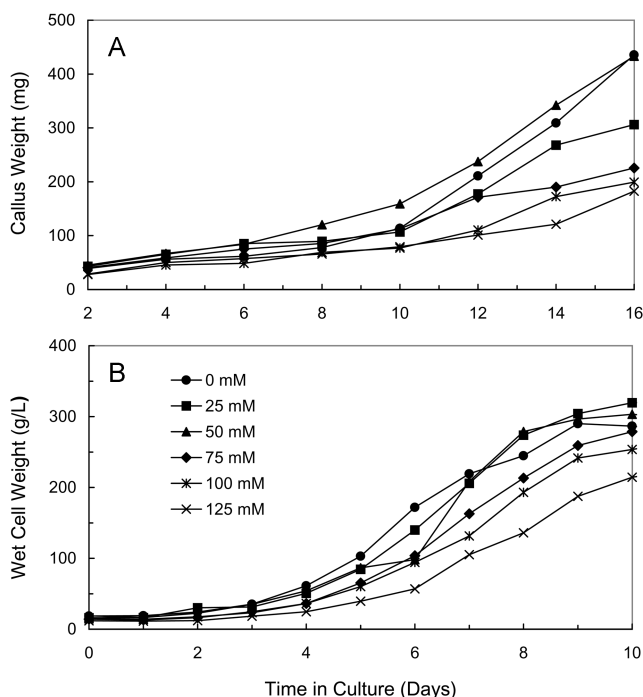 A
Callus Weight (mg)
500
400
300
200
100
0
2 4 6 8 10 12 14 16
B
Wet Cell Weight (g/L)
400
300
200
100
0
0 mM
25 mM
50 mM
75 mM
100 mM
125 mM
0 2 4 6 8 10
Time in Culture (Days)